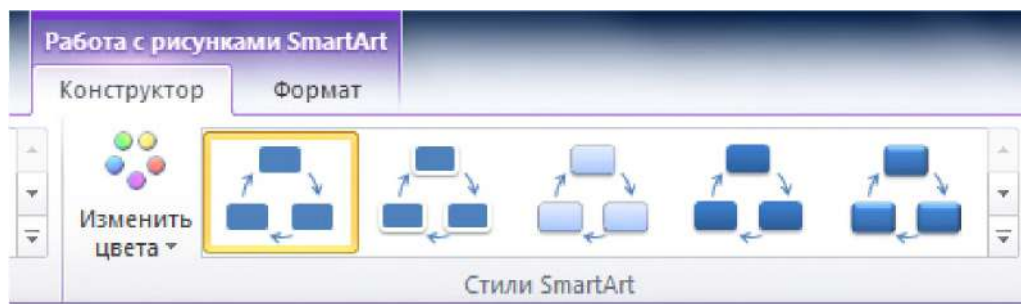 Работа с рисунками SmartArt
Конструктор Формат
Изменить
цвета
Стили SmartArt